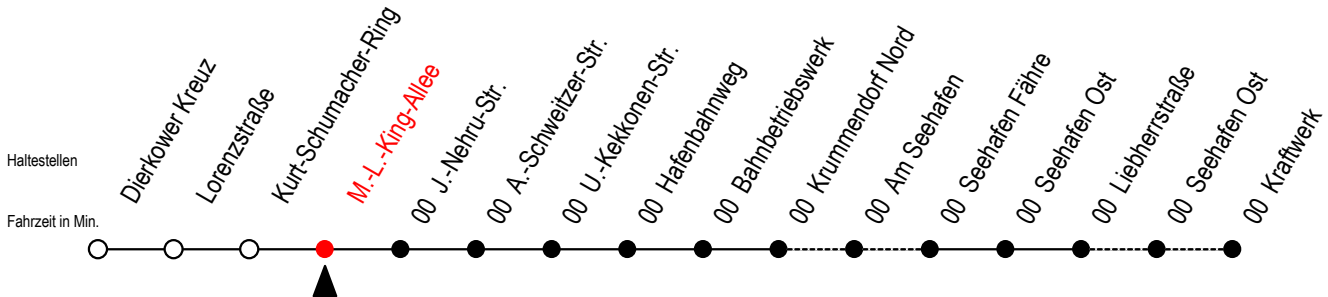 Haltestellen
Fahrzeit in Min.
Dierkower Kreuz
Lorenzstraße
Kurt-Schumacher-Ring
M.-L.-King-Allee
00 J.-Nehru-Str.
00 A.-Schweitzer-Str.
00 U.-Kekkonen-Str.
00 Hafenbahnweg
00 Bahnbetriebswerk
00 Krummendorf Nord
00 Am Seehafen
00 Seehafen Fähre
00 Seehafen Ost
00 Liebherrstraße
00 Seehafen Ost
00 Kraftwerk